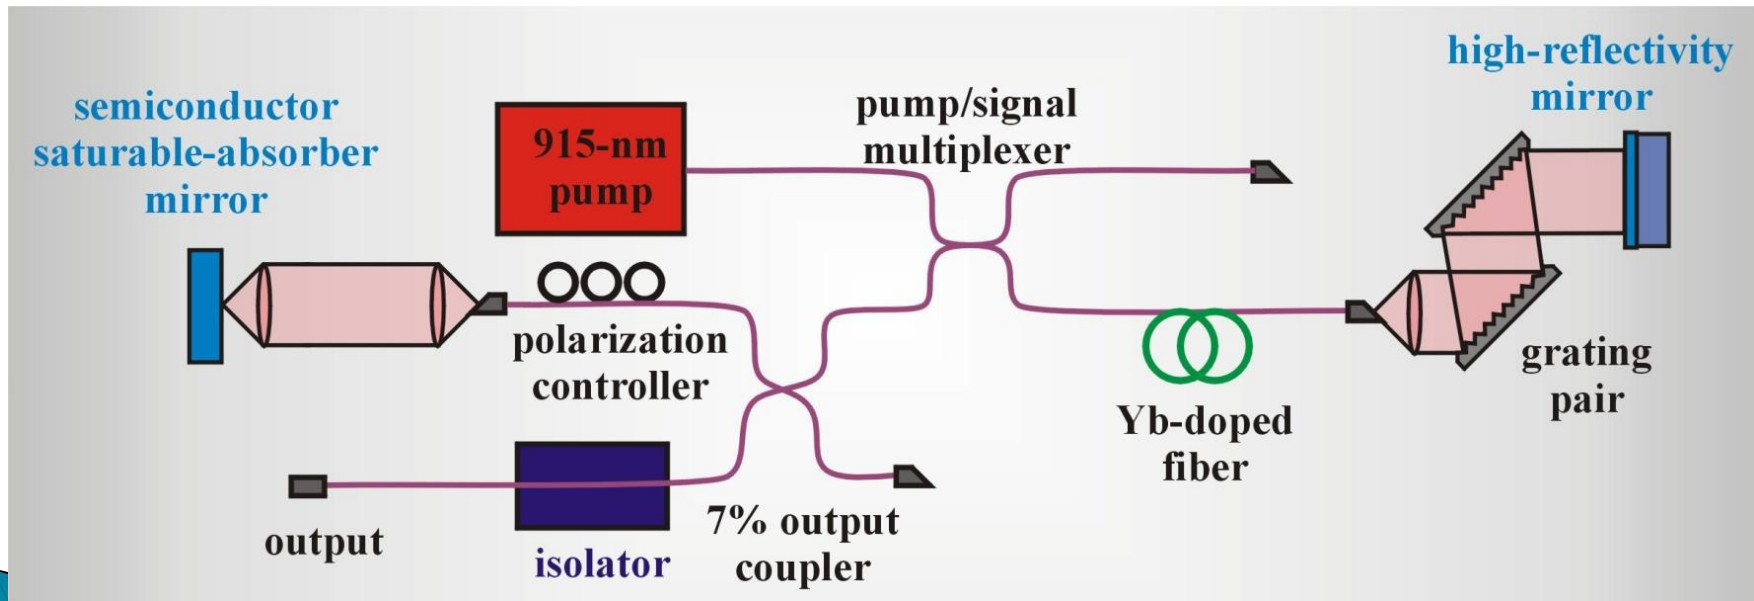 semiconductor
saturable-absorber
mirror
915-nm
pump
pump/signal
multiplexer
high-reflectivity
mirror
polarization
controller
grating
pair
Yb-doped
fiber
output
isolator
7% output
coupler